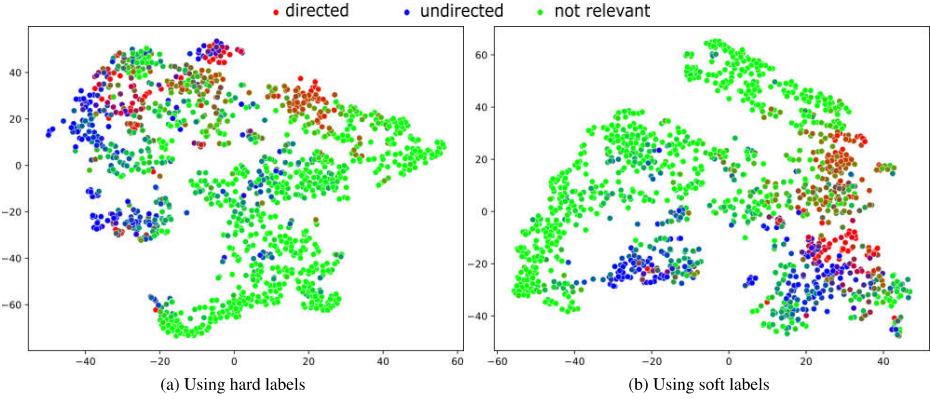 directed undirected not relevant
40
20
0
−20
−40
−60
−40 −20 0 20 40 60
60
40
20
0
−20
−40
−60 −40 −20 0 20 40
(a) Using hard labels
(b) Using soft labels